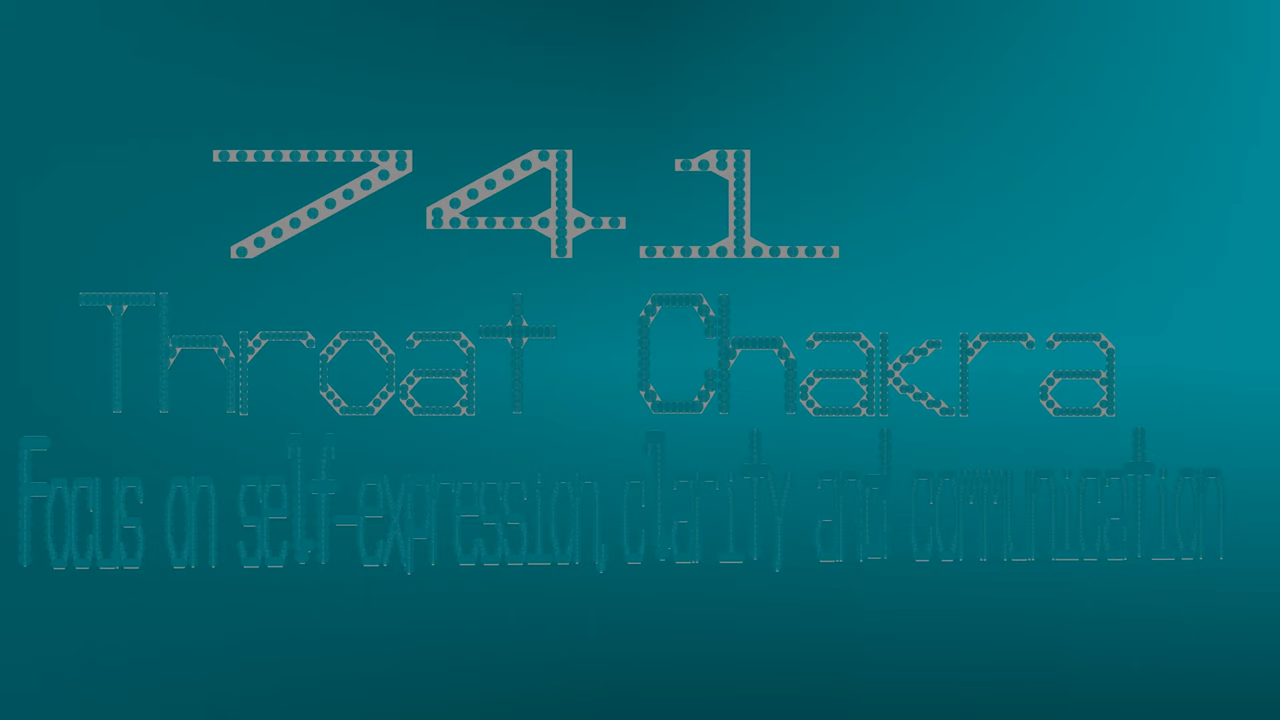 741
Throat Chakra
Focus on self-expression, clarity and communication